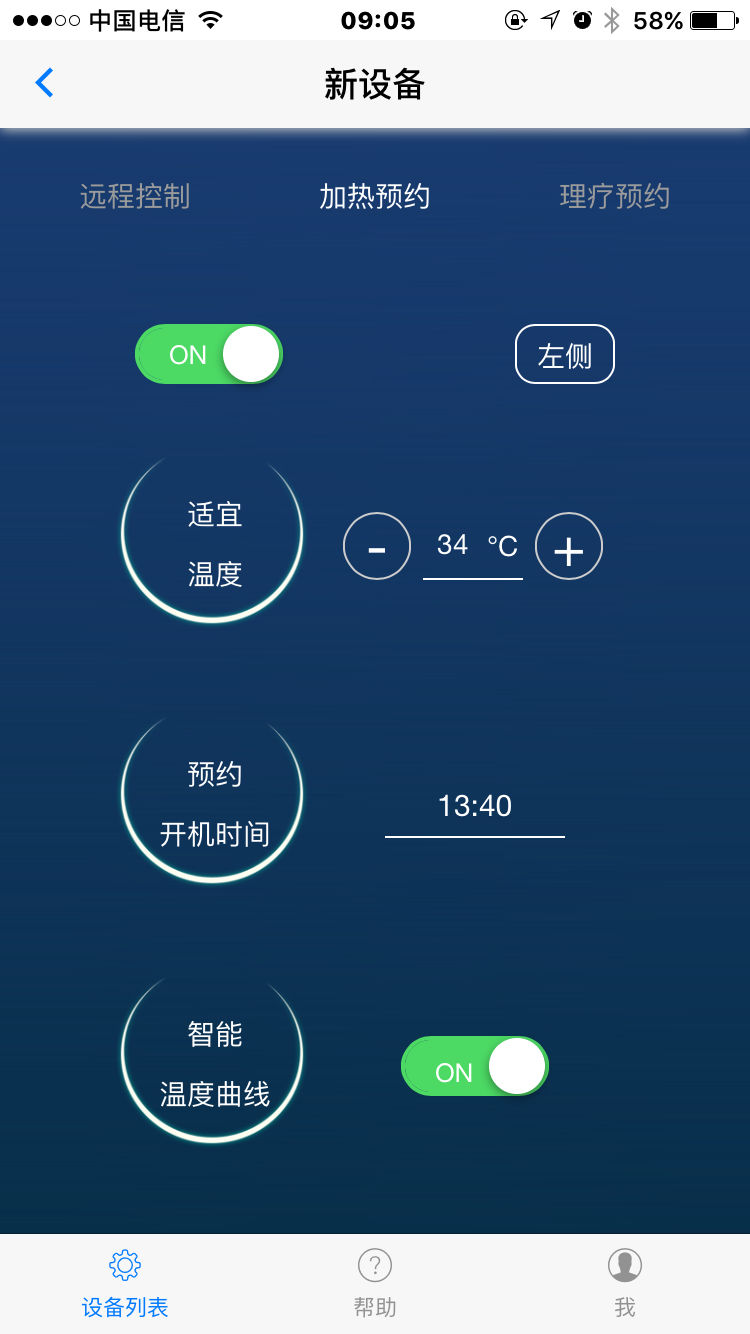 中国电信 09:05 58%
新设备
远程控制 加热预约 理疗预约
ON 左侧
适宜
温度
- 34 °C +
预约
开机时间
13:40
智能
温度曲线
ON
设备列表 ? 帮助 我